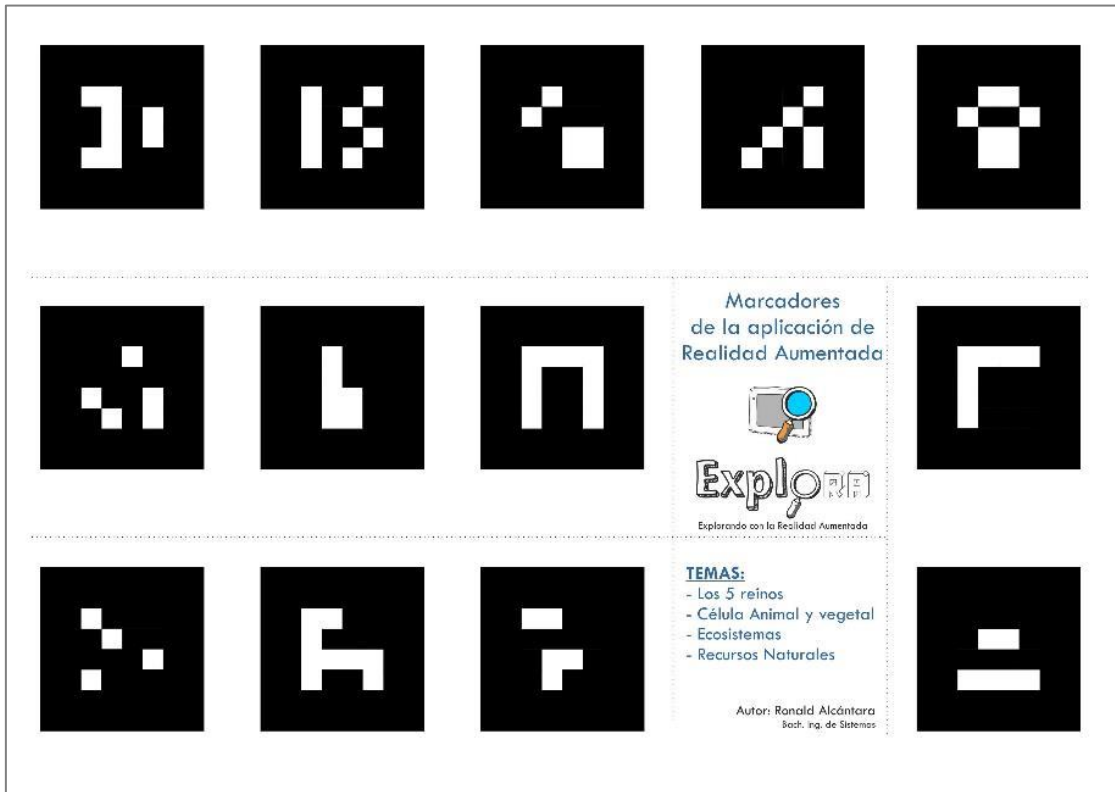 Marcadores
de la aplicación de
Realidad Aumentada
ExploRA
Explorando con la Realidad Aumentada
TEMAS:
- Los 5 reinos
- Célula Animal y vegetal
- Ecosistemas
- Recursos Naturales
Autor: Ronald Alcántara
Bach. Ing. de Sistemas